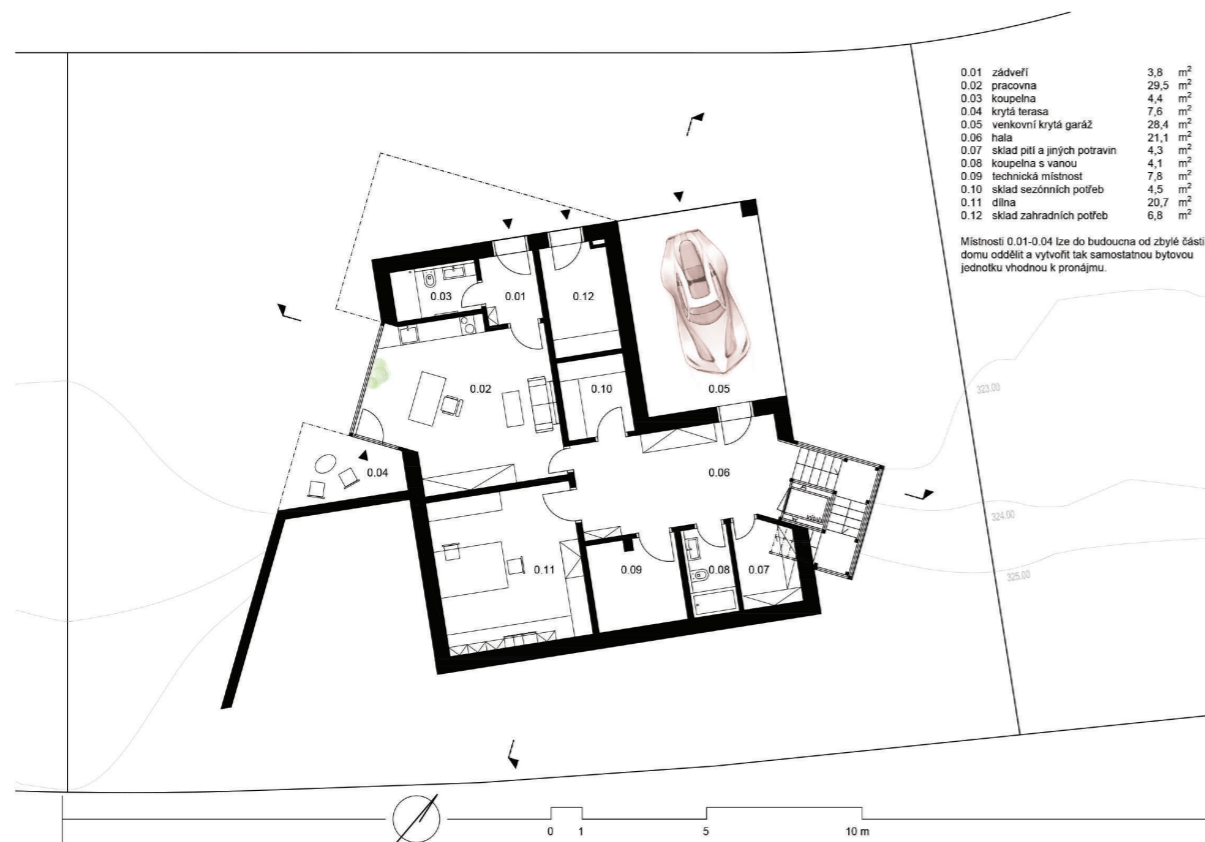 0.01 zádveří 3,8 m²
0.02 pracovna 29,5 m²
0.03 koupelna 4,4 m²
0.04 krytá terasa 7,6 m²
0.05 venkovní krytá garáž 28,4 m²
0.06 hala 21,1 m²
0.07 sklad pití a jiných potravin 4,3 m²
0.08 koupelna s vanou 4,1 m²
0.09 technická místnost 7,8 m²
0.10 sklad sezónních potřeb 4,5 m²
0.11 dílna 20,7 m²
0.12 sklad zahradních potřeb 6,8 m²
Místnosti 0.01-0.04 lze do budoucna od zbylé části
domu oddělit a vytvořit tak samostatnou bytovou
jednotku vhodnou k pronájmu.
0.03
0.01
0.12
0.02
0.10
0.05
323.00
0.04
0.06
324.00
0.11
0.09
0.08
0.07
325.00
0 1 5 10 m